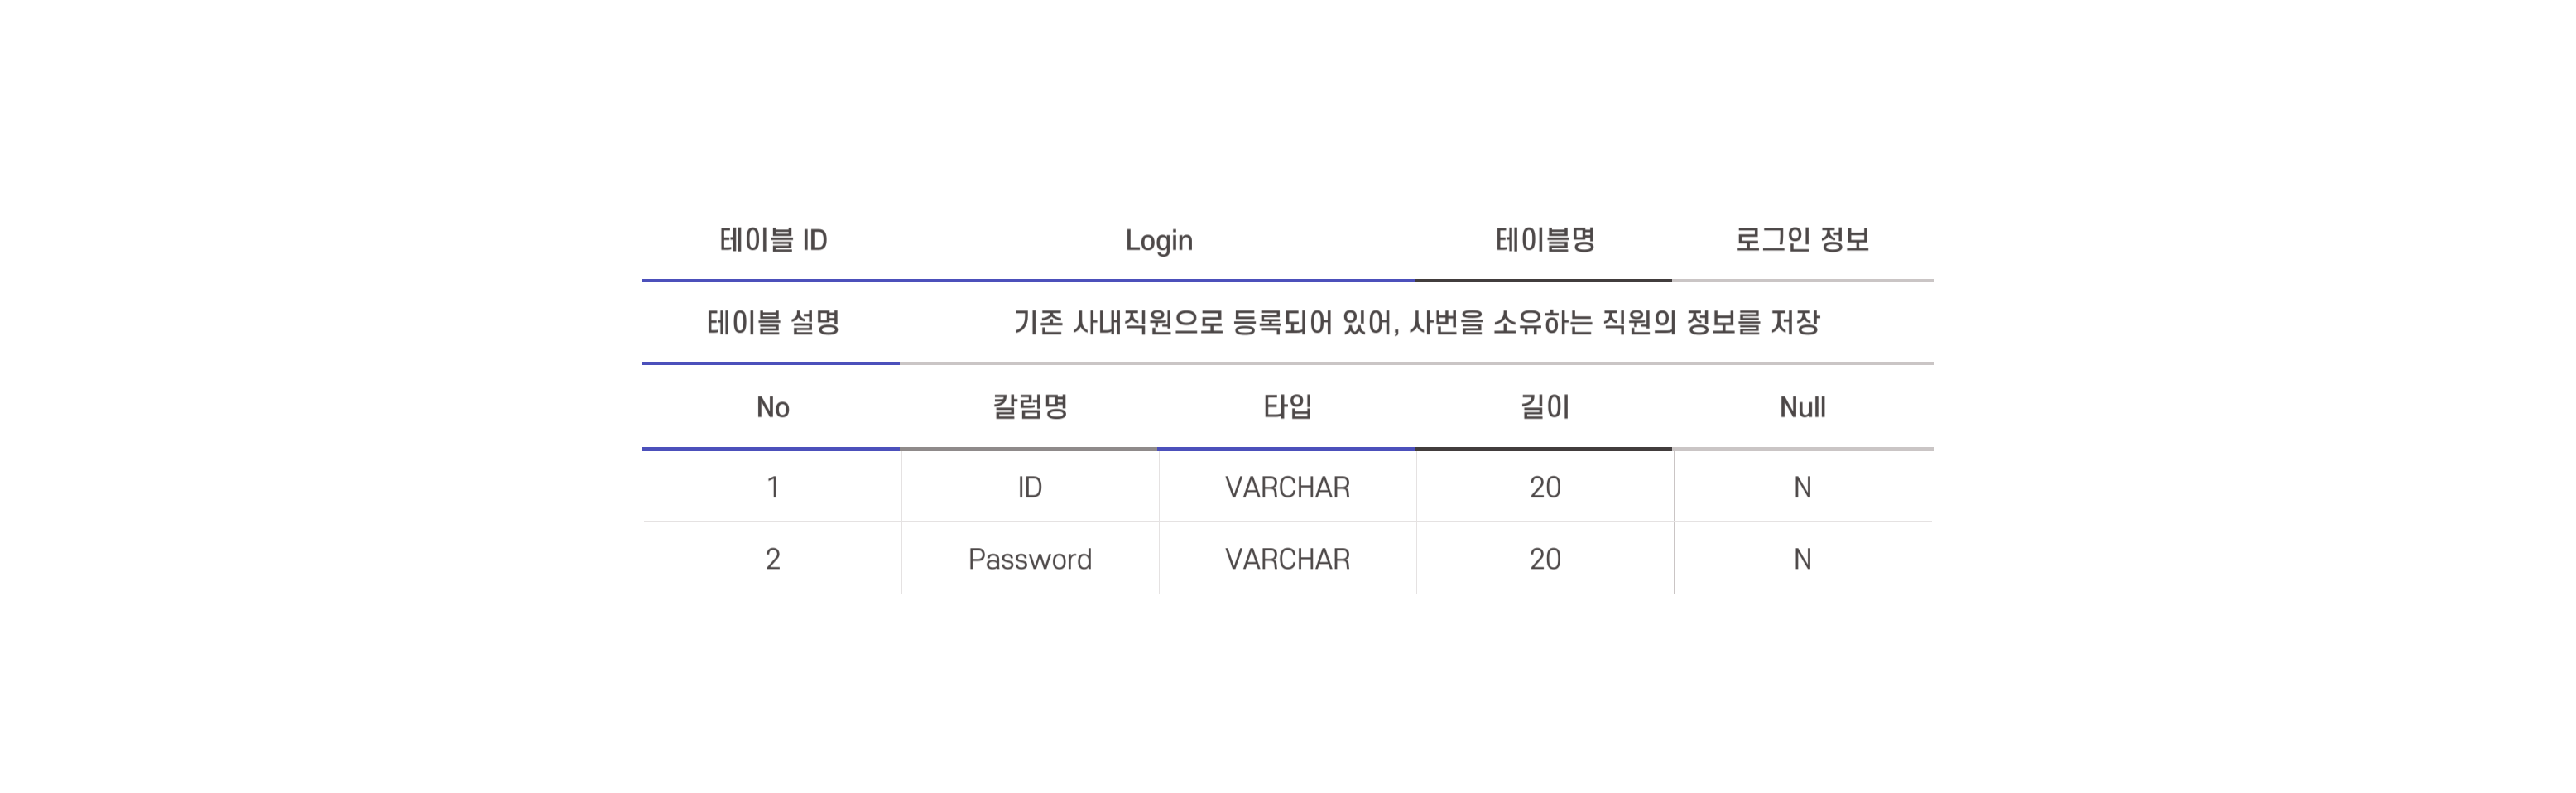 테이블 ID Login 테이블명 로그인 정보
테이블 설명 기존 사내직원으로 등록되어 있어, 사번을 소유하는 직원의 정보를 저장
No 칼럼명 타입 길이 Null
1 ID VARCHAR 20 N
2 Password VARCHAR 20 N